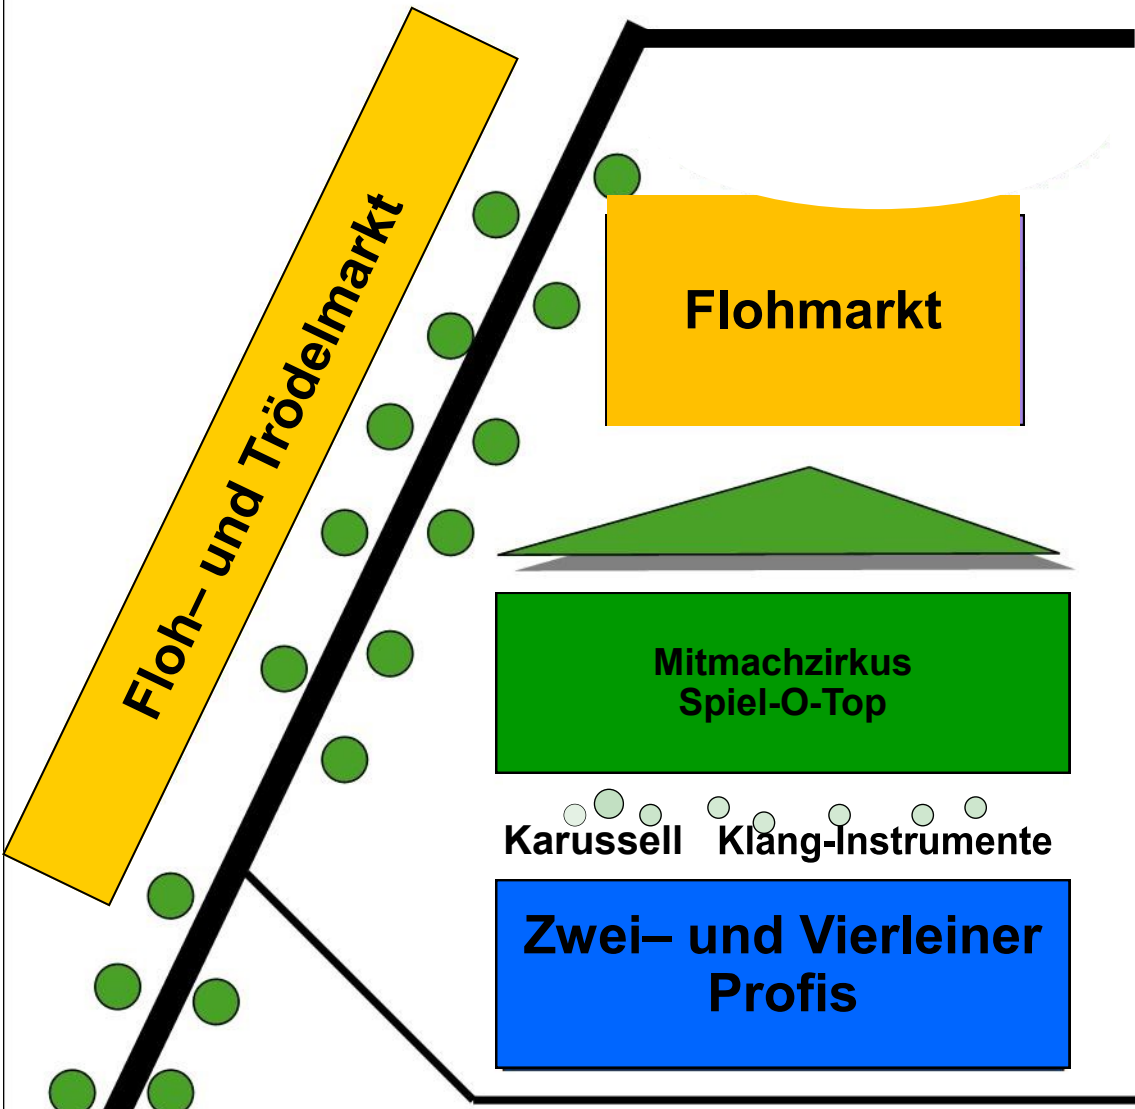 Floh– und Trödelmarkt
Flohmarkt
Mitmachzirkus
Spiel-O-Top
Karussell Klang-Instrumente
Zwei– und Vierleiner
Profis